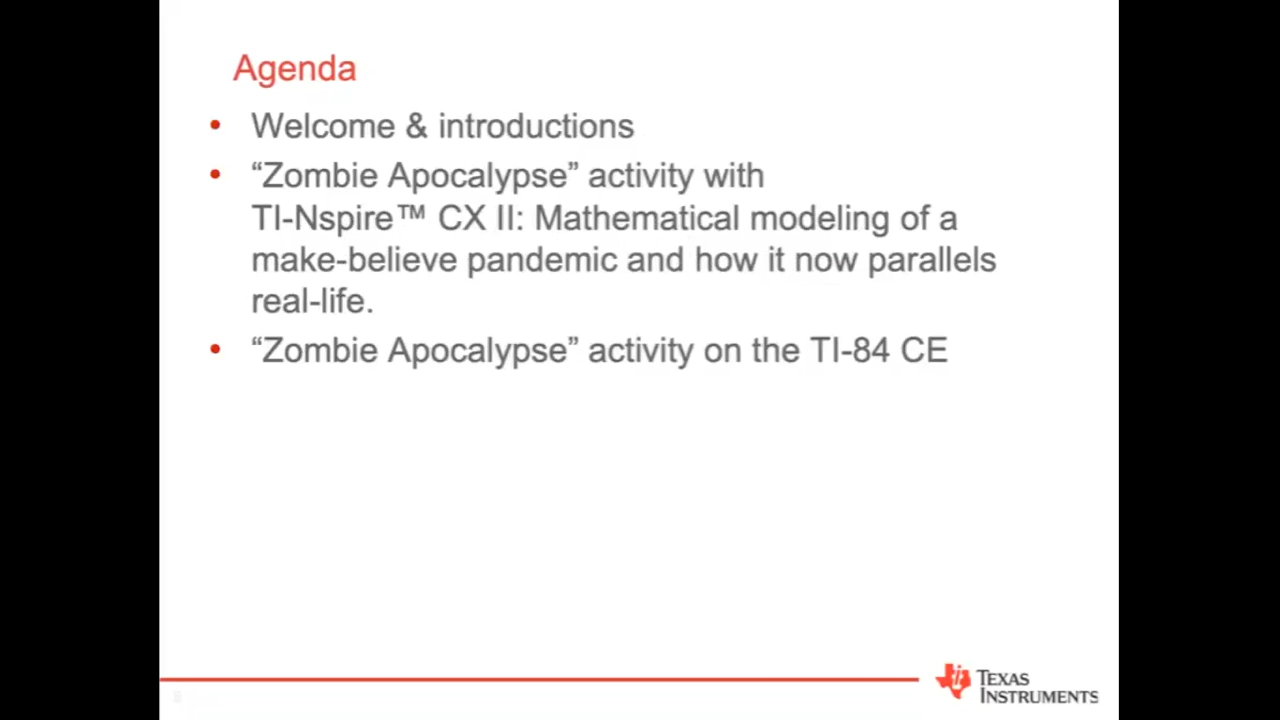 Agenda
• Welcome & introductions
• “Zombie Apocalypse” activity with
TI-Nspire™ CX II: Mathematical modeling of a
make-believe pandemic and how it now parallels
real-life.
• “Zombie Apocalypse” activity on the TI-84 CE
TEXAS
INSTRUMENTS